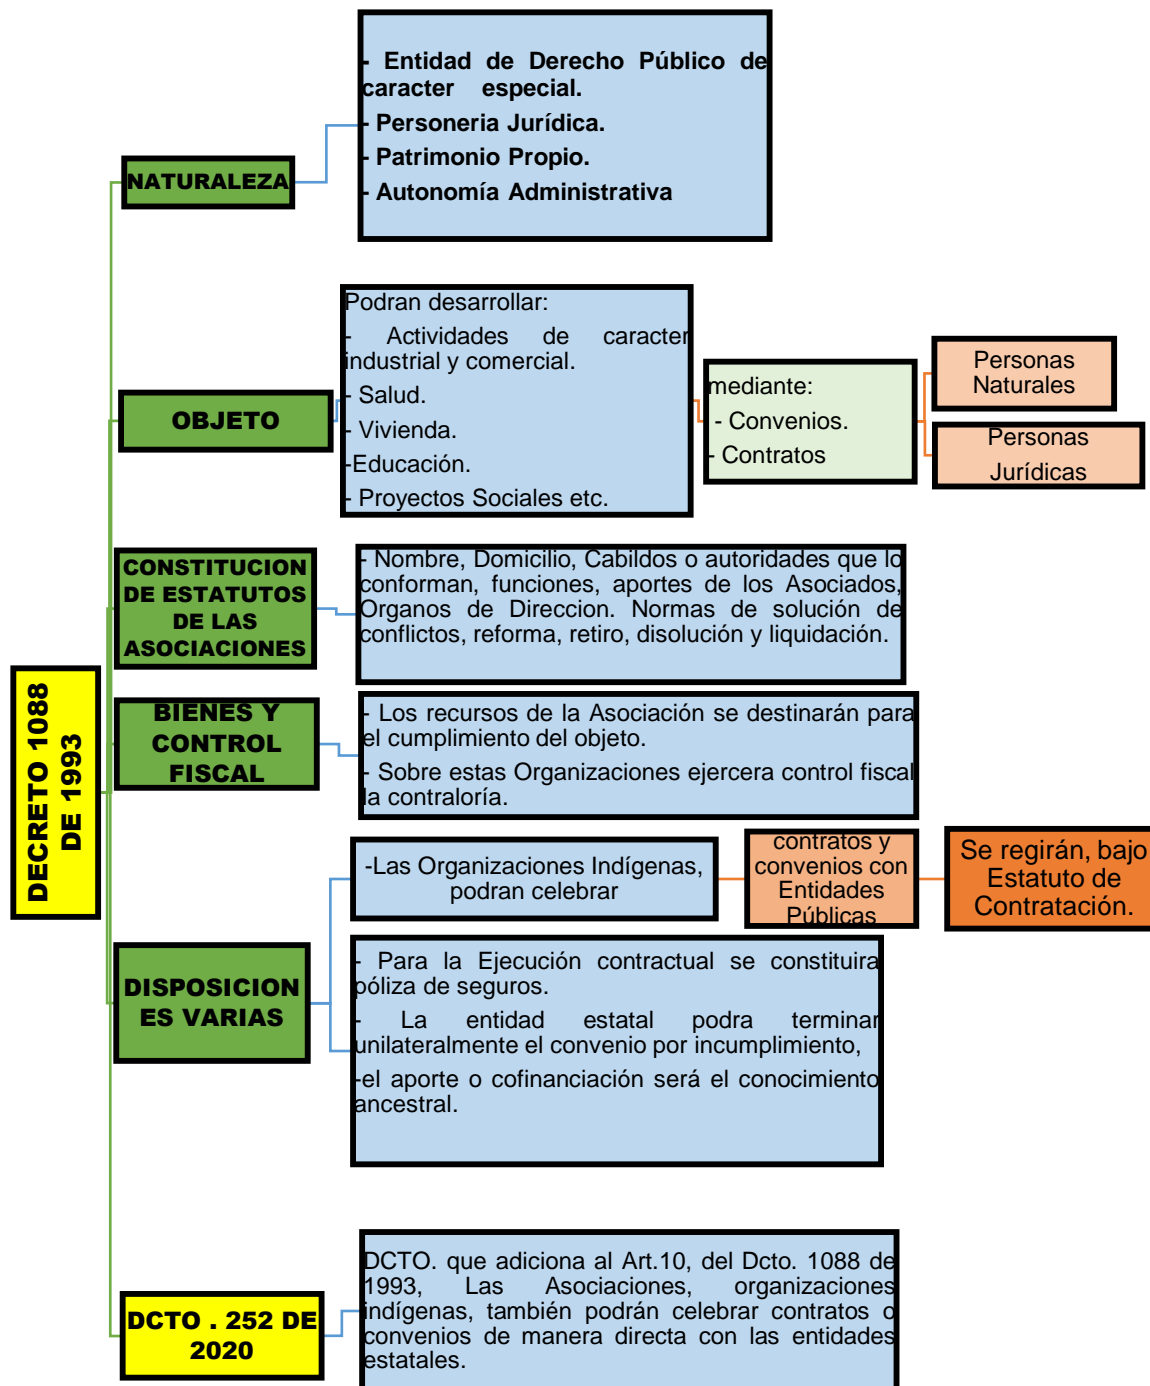 DECRETO 1088
DE 1993
NATURALEZA
- Entidad de Derecho Público de
caracter especial.
- Personeria Jurídica.
- Patrimonio Propio.
- Autonomía Administrativa
OBJETO
Podran desarrollar:
- Actividades de caracter
industrial y comercial.
- Salud.
- Vivienda.
-Educación.
- Proyectos Sociales etc.
mediante:
- Convenios.
- Contratos
Personas
Naturales
Personas
Jurídicas
CONSTITUCION
DE ESTATUTOS
DE LAS
ASOCIACIONES
- Nombre, Domicilio, Cabildos o autoridades que lo
conforman, funciones, aportes de los Asociados,
Organos de Direccion. Normas de solución de
conflictos, reforma, retiro, disolución y liquidación.
BIENES Y
CONTROL
FISCAL
- Los recursos de la Asociación se destinarán para
el cumplimiento del objeto.
- Sobre estas Organizaciones ejercera control fiscal
la contraloría.
DISPOSICION
ES VARIAS
-Las Organizaciones Indígenas,
podran celebrar
contratos y
convenios con
Entidades
Públicas
Se regirán, bajo
Estatuto de
Contratación.
- Para la Ejecución contractual se constituira
póliza de seguros.
- La entidad estatal podra terminar
unilateralmente el convenio por incumplimiento,
-el aporte o cofinanciación será el conocimiento
ancestral.
DCTO . 252 DE
2020
DCTO. que adiciona al Art.10, del Dcto. 1088 de
1993, Las Asociaciones, organizaciones
indígenas, también podrán celebrar contratos o
convenios de manera directa con las entidades
estatales.